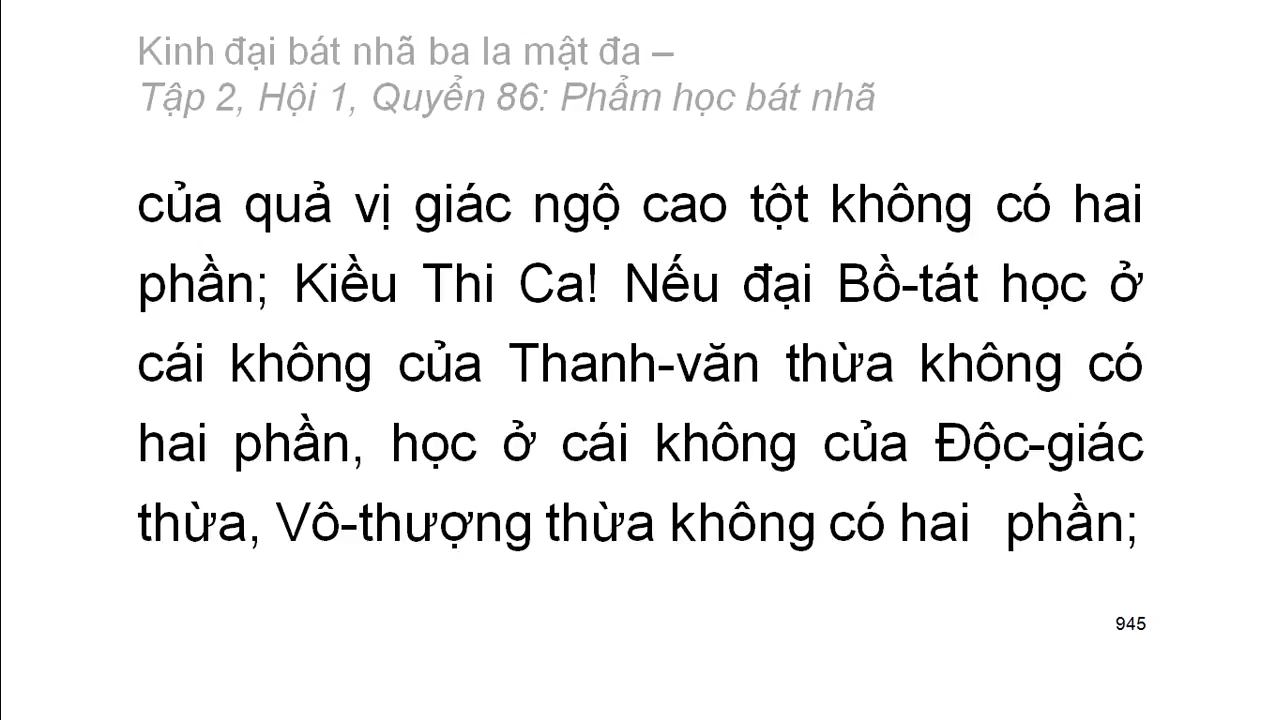 Kinh đại bát nhã ba la mật đa –
Tập 2, Hội 1, Quyển 86: Phẩm học bát nhã
của quả vị giác ngộ cao tột không có hai
phần; Kiều Thi Ca! Nếu đại Bồ-tát học ở
cái không của Thanh-văn thừa không có
hai phần, học ở cái không của Độc-giác
thừa, Vô-thượng thừa không có hai phần;
945